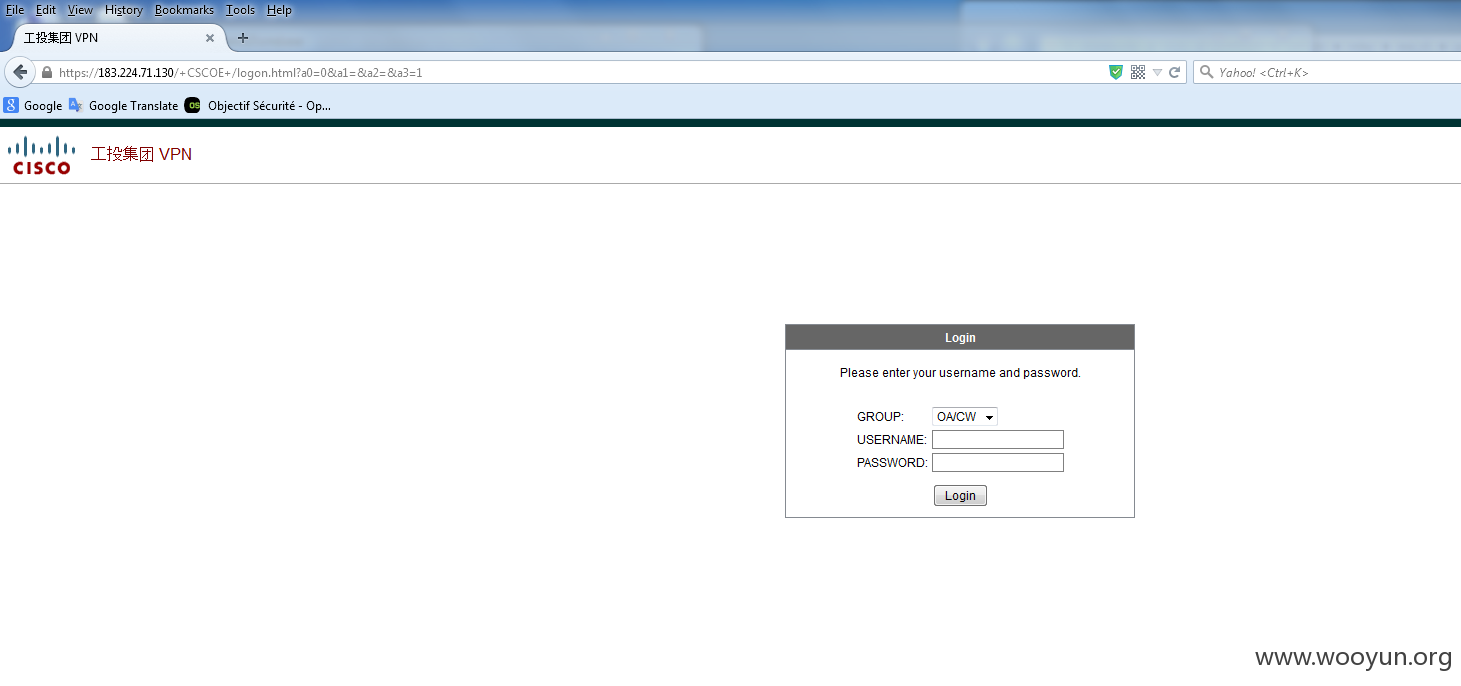 File Edit View History Bookmarks Tools Help
工投集团 VPN
https://183.224.71.130/+CSCOE+/logon.html?a0=0&a1=&a2=&a3=1
Yahoo! <Ctrl+K>
Google Google Translate OS Objectif Sécurité - Op...
CISCO 工投集团 VPN
Login
Please enter your username and password.
GROUP: OA/CW
USERNAME:
PASSWORD:
Login
www.wooyun.org